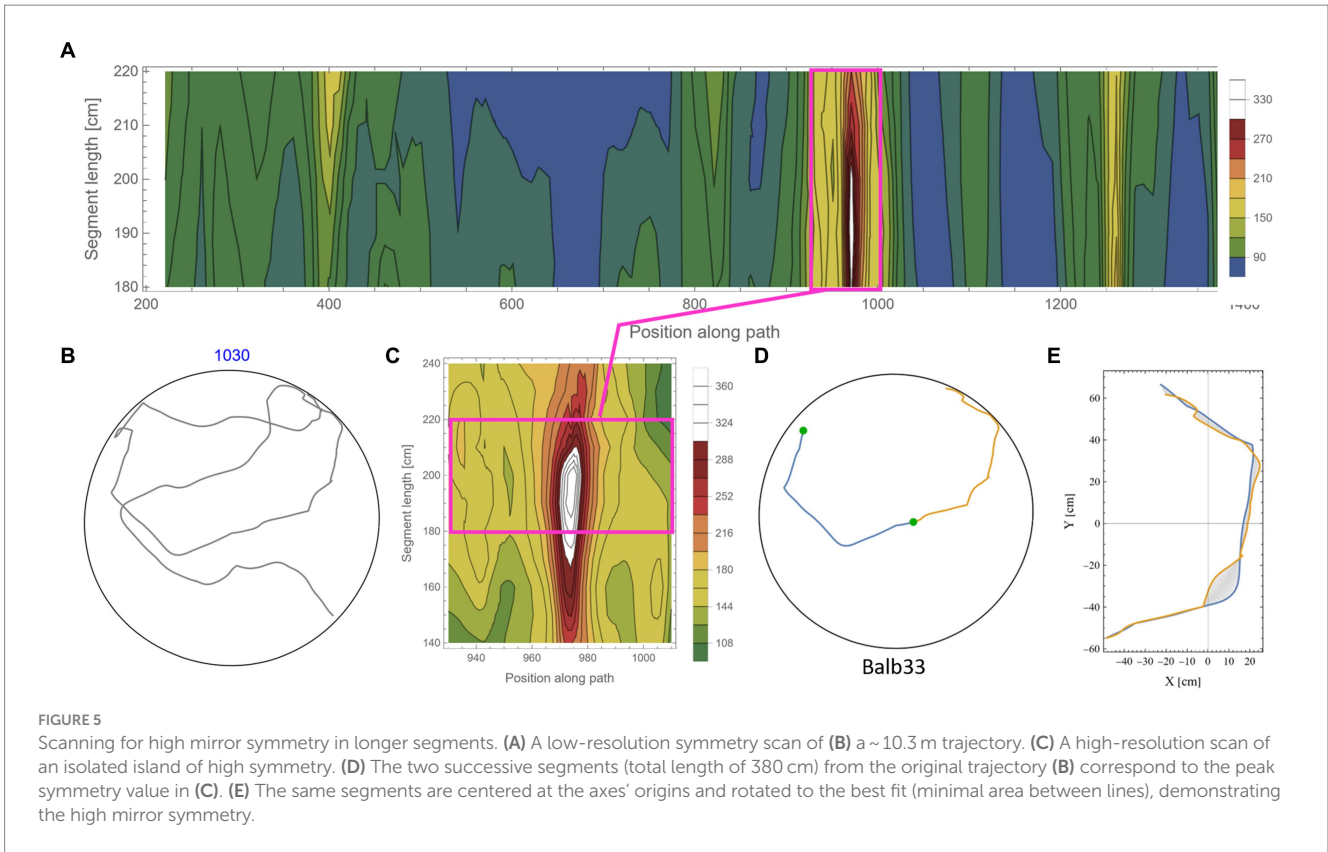 A
220
210
200
190
180
Segment length [cm]
200 400 600 800 1000 1200 1400
Position along path
330
270
210
150
90
B
1030
C
240
220
200
180
160
140
Segment length [cm]
940 960 980 1000
Position along path
360
324
288
252
216
180
144
108
D
Balb33
E
60
40
20
0
-20
-40
-60
Y [cm]
-40 -30 -20 -10 0 10 20
X [cm]
FIGURE 5
Scanning for high mirror symmetry in longer segments. (A) A low-resolution symmetry scan of (B) a ~ 10.3 m trajectory. (C) A high-resolution scan of
an isolated island of high symmetry. (D) The two successive segments (total length of 380 cm) from the original trajectory (B) correspond to the peak
symmetry value in (C). (E) The same segments are centered at the axes' origins and rotated to the best fit (minimal area between lines), demonstrating
the high mirror symmetry.